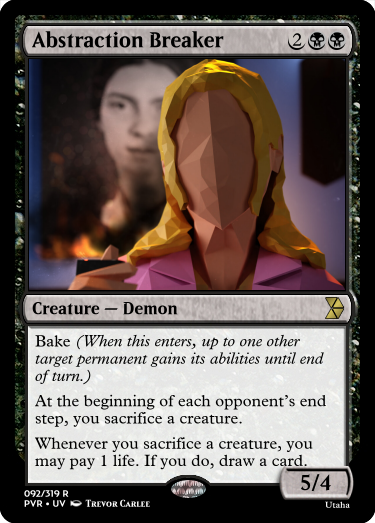 Abstraction Breaker 2
Creature — Demon
Bake (When this enters, up to one other
target permanent gains its abilities until end
of turn.)
At the beginning of each opponent's end
step, you sacrifice a creature.
Whenever you sacrifice a creature, you
may pay 1 life. If you do, draw a card.
5/4
092/319 R
PVR • UV TREVOR CARLEE
Utaha